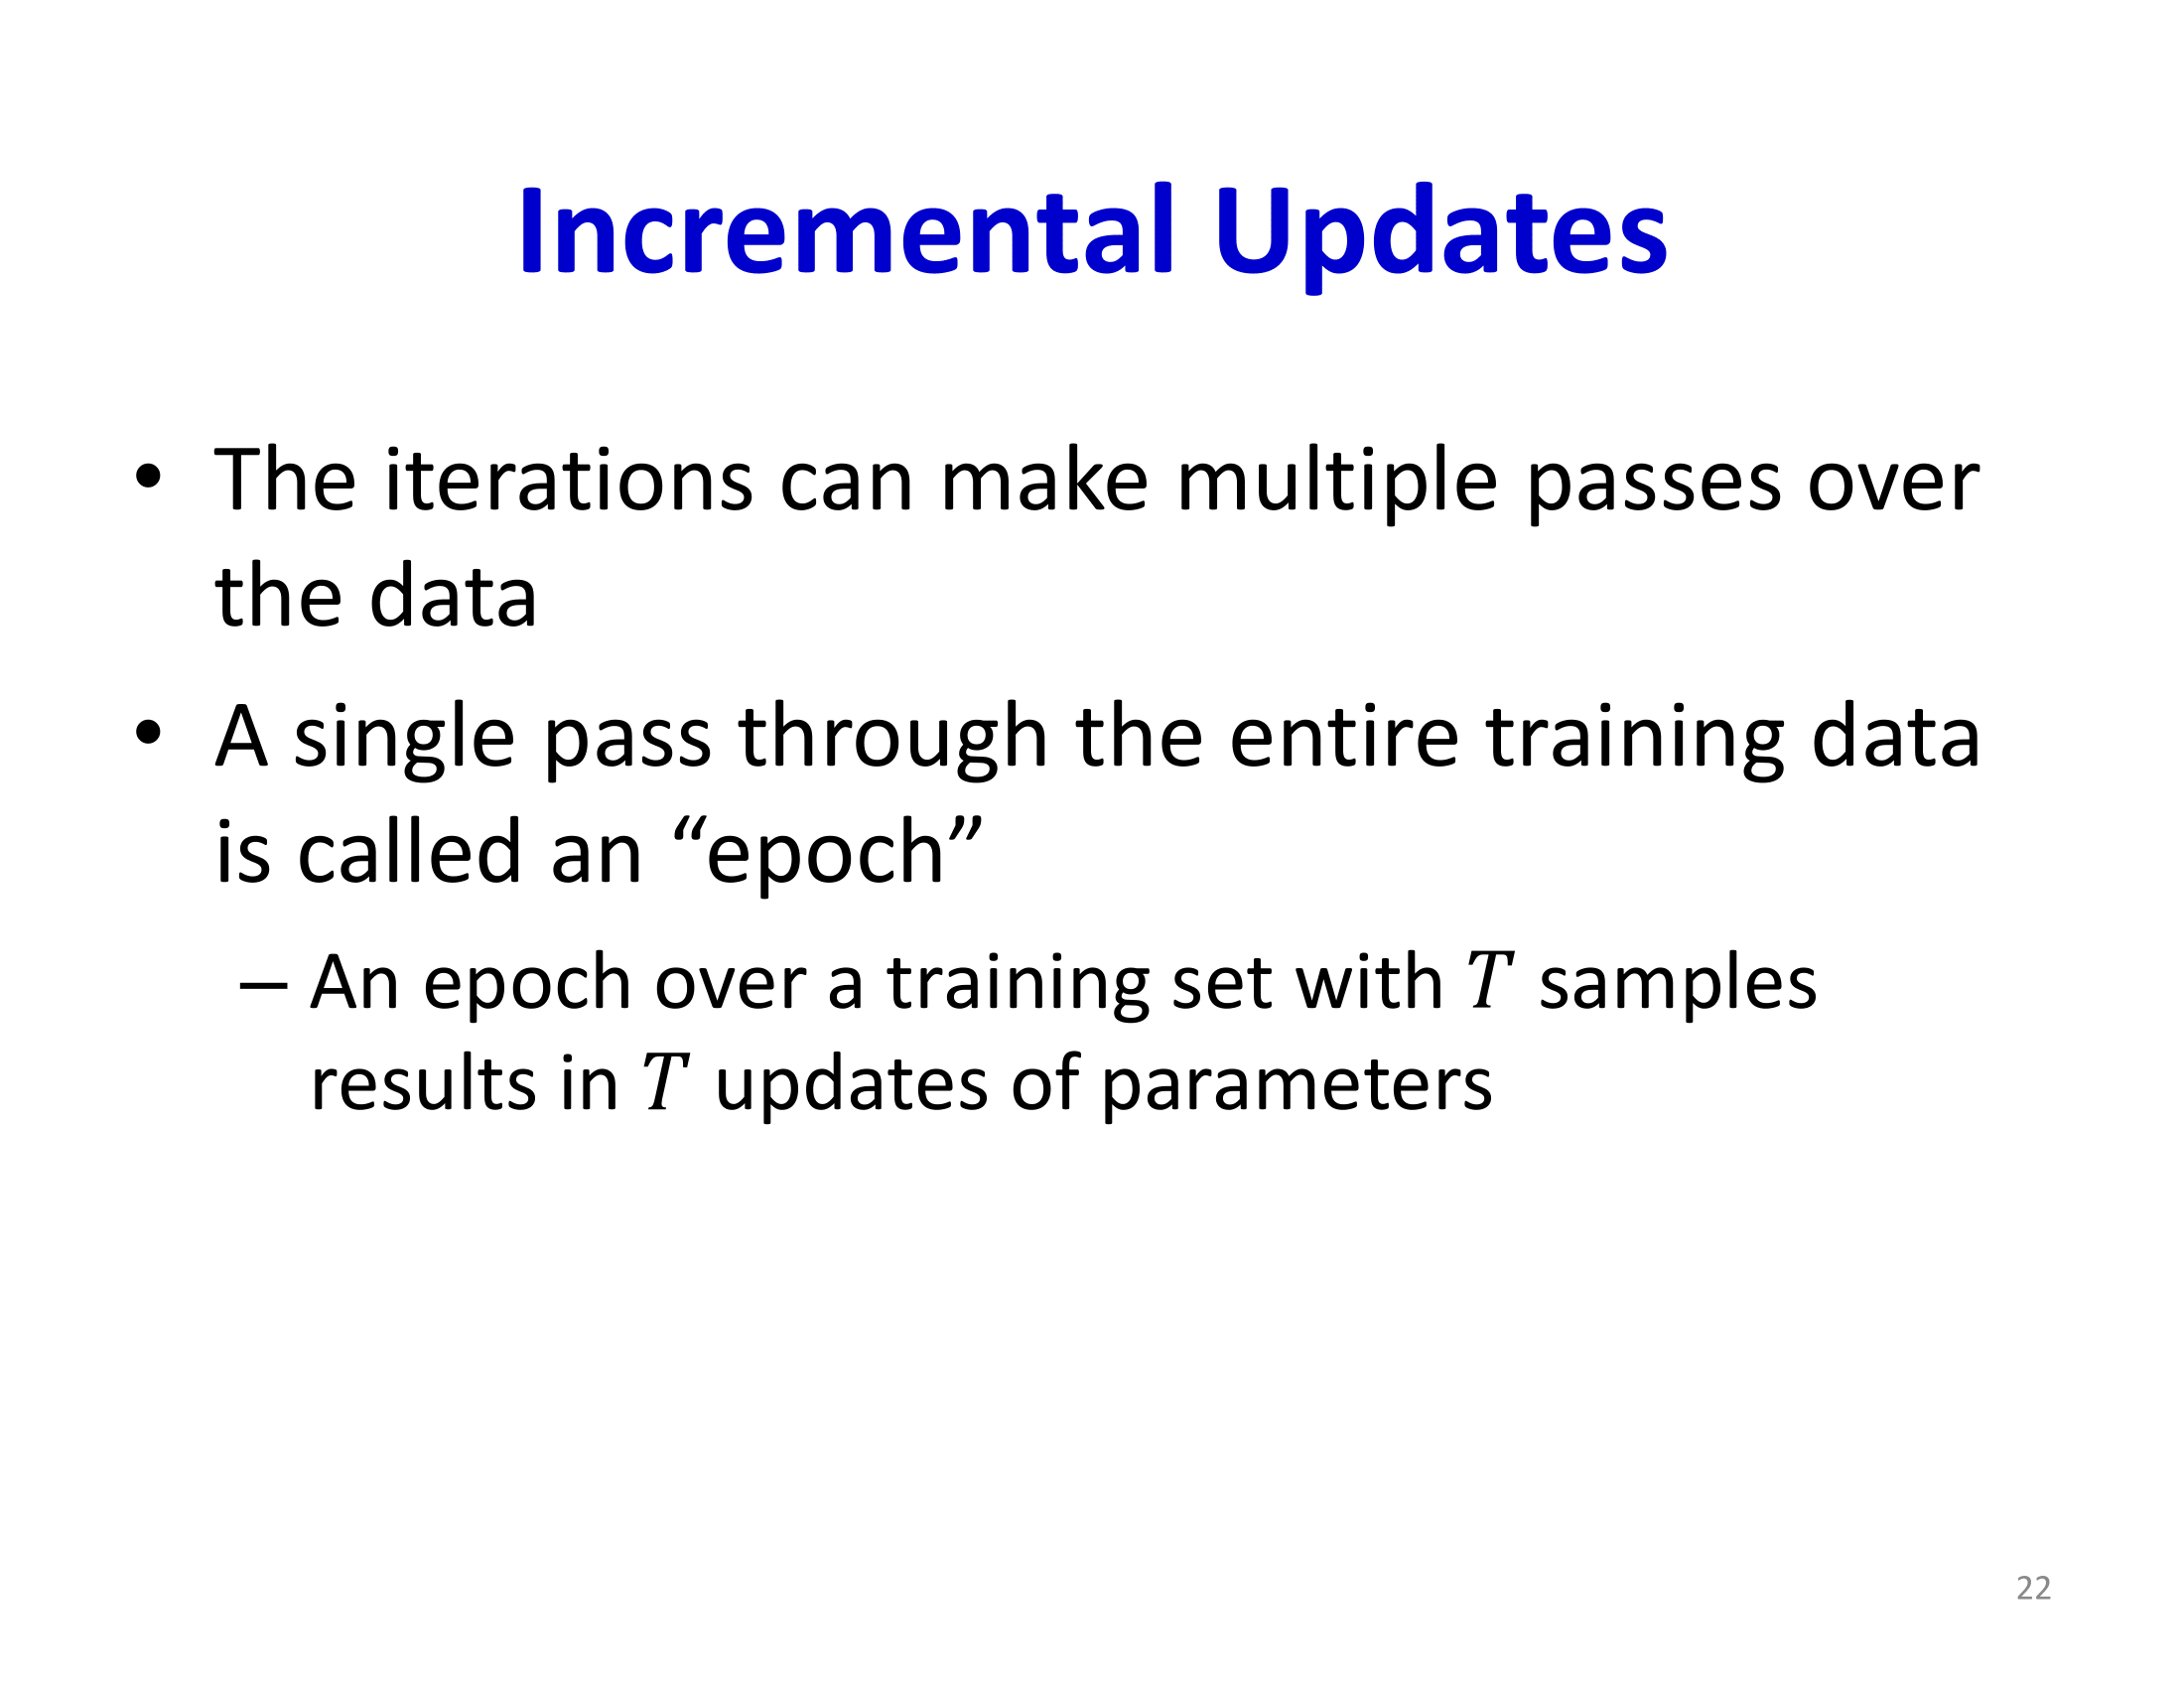 Incremental Updates
• The iterations can make multiple passes over
the data
• A single pass through the entire training data
is called an “epoch”
– An epoch over a training set with T samples
results in T updates of parameters
22